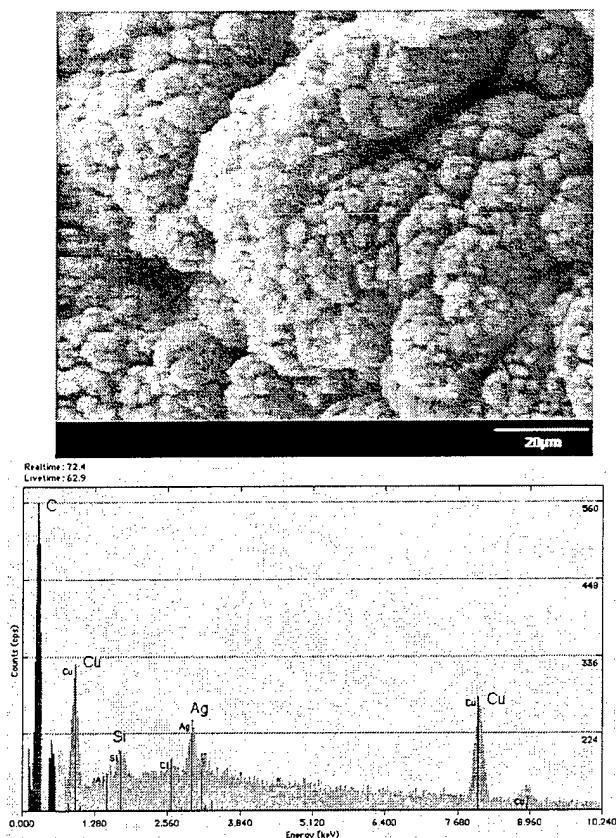 20µm
Realtime: 72.4
Livetime: 62.9
C
560
448
Cu Cu
336
Ag Ag
Cu Cu
Si Si
224
Al
Cl
Cu
Counts (cps)
0.000 1.280 2.560 3.840 5.120 6.400 7.680 8.960 10.240
Energy (keV)